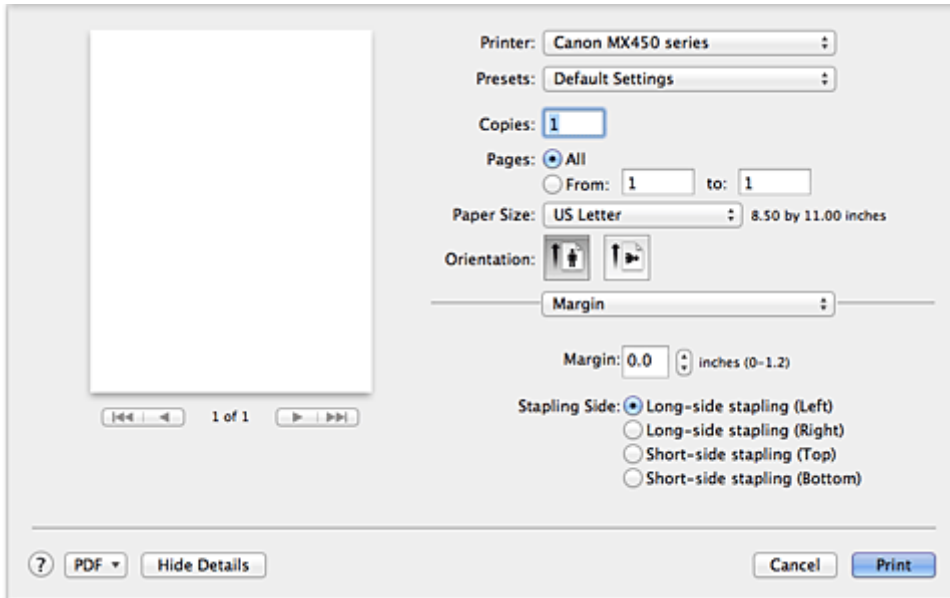 Printer: Canon MX450 series
Presets: Default Settings
Copies: 1
Pages: All
From: 1 to: 1
Paper Size: US Letter 8.50 by 11.00 inches
Orientation:
Margin
Margin: 0.0 inches (0-1.2)
1 of 1
Stapling Side: Long-side stapling (Left)
Long-side stapling (Right)
Short-side stapling (Top)
Short-side stapling (Bottom)
? PDF Hide Details Cancel Print